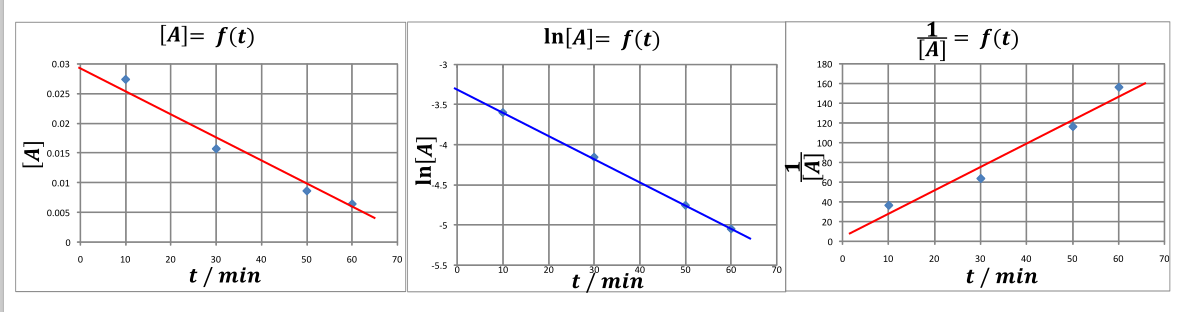 [A]= f(t)
0.03
0.025
0.02
0.015
0.01
0.005
0
[A]
0 10 20 30 40 50 60 70
t / min
ln[A]= f(t)
-3
-3.5
-4
-4.5
-5
-5.5
ln[A]
0 10 20 30 40 50 60 70
t / min
1/[A] = f(t)
180
160
140
120
100
80
60
40
20
0
1/[A]
0 10 20 30 40 50 60 70
t / min